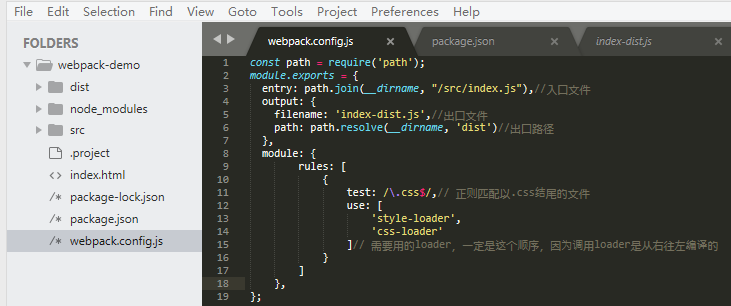 File Edit Selection Find View Goto Tools Project Preferences Help
FOLDERS
webpack-demo
dist
node_modules
src
.project
<> index.html
/* package-lock.json
/* package.json
/* webpack.config.js
webpack.config.js × package.json × index-dist.js ×
1 const path = require('path');
2 module.exports = {
3 entry: path.join(__dirname, "/src/index.js"),//入口文件
4 output: {
5 filename: 'index-dist.js',//出口文件
6 path: path.resolve(__dirname, 'dist')//出口路径
7 },
8 module: {
9 rules: [
10 {
11 test: /\.css$/,// 正则匹配以.css结尾的文件
12 use: [
13 'style-loader',
14 'css-loader'
15 ]// 需要用的loader，一定是这个顺序，因为调用loader是从右往左编译的
16 }
17 ]
18 },
19 };